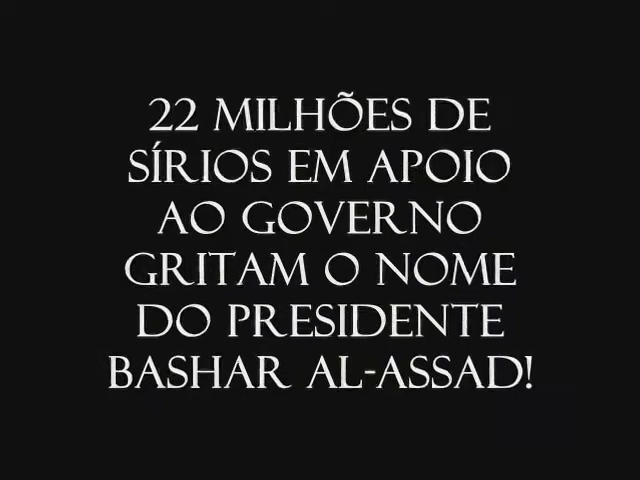 22 MILHÕES DE
SÍRIOS EM APOIO
AO GOVERNO
GRITAM O NOME
DO PRESIDENTE
BASHAR AL-ASSAD!